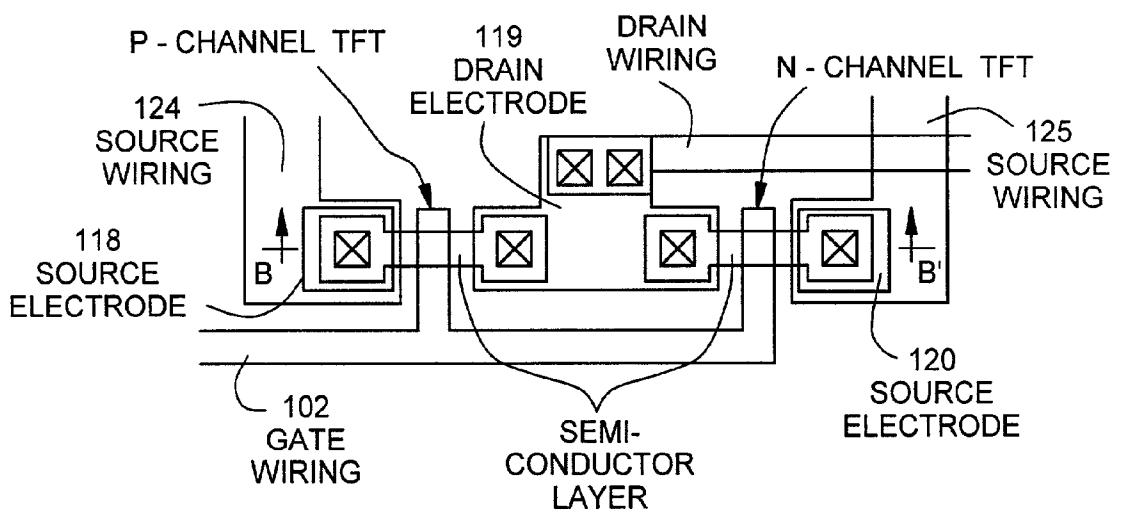 P - CHANNEL TFT
119
DRAIN
ELECTRODE
DRAIN
WIRING
N - CHANNEL TFT
124
SOURCE
WIRING
125
SOURCE
WIRING
118
SOURCE
ELECTRODE
B
B'
120
SOURCE
ELECTRODE
102
GATE
WIRING
SEMI-
CONDUCTOR
LAYER